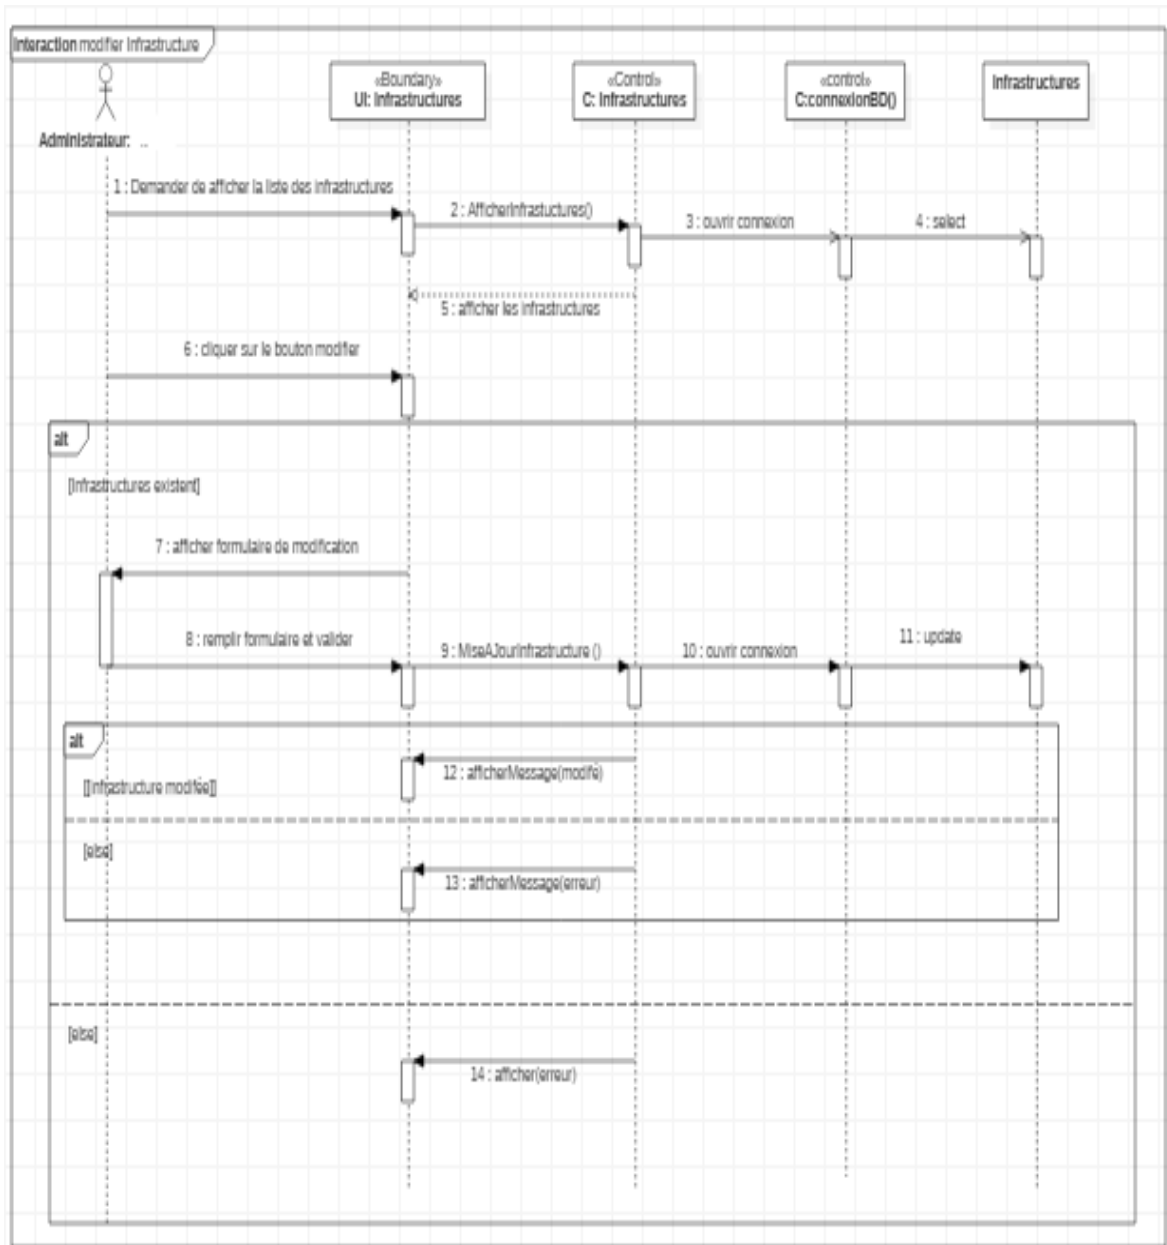 Interaction modifier Infrastructure
«Boundary»
UI: Infrastructures
«Control»
C: Infrastructures
«control»
C:connexionBD()
Infrastructures
Administrateur: ...
1 : Demander de afficher la liste des infrastructures
2 : AfficherInfrastuctures()
3 : ouvrir connexion
4 : select
5 : afficher les infrastructures
6 : cliquer sur le bouton modifier
alt
[Infrastructures existent]
7 : afficher formulaire de modification
8 : remplir formulaire et valider
9 : MiseAJourInfrastructure ()
10 : ouvrir connexion
11 : update
alt
12 : afficherMessage(modifé)
[[Infrastructure modifée]]
[else]
13 : afficherMessage(erreur)
[else]
14 : afficher(erreur)